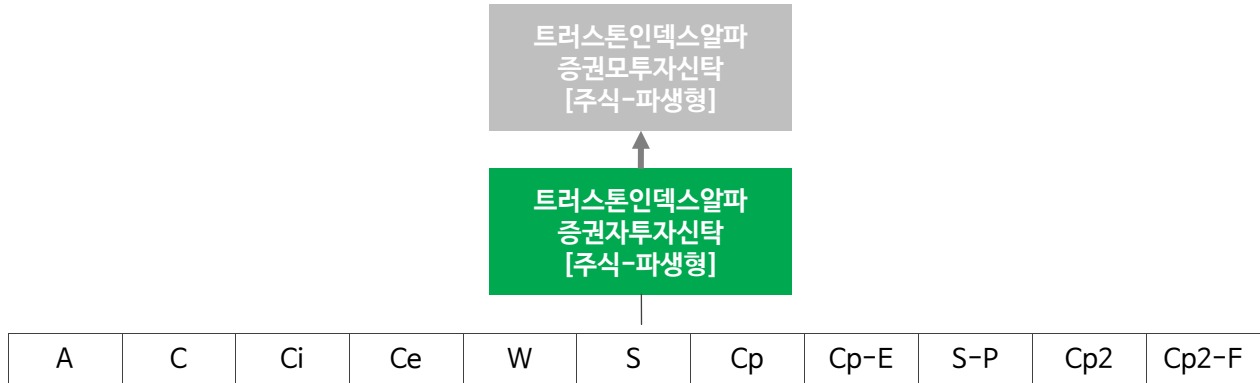 트러스톤인덱스알파
증권모투자신탁
[주식-파생형]
트러스톤인덱스알파
증권자투자신탁
[주식-파생형]
A C Ci Ce W S Cp Cp-E S-P Cp2 Cp2-F